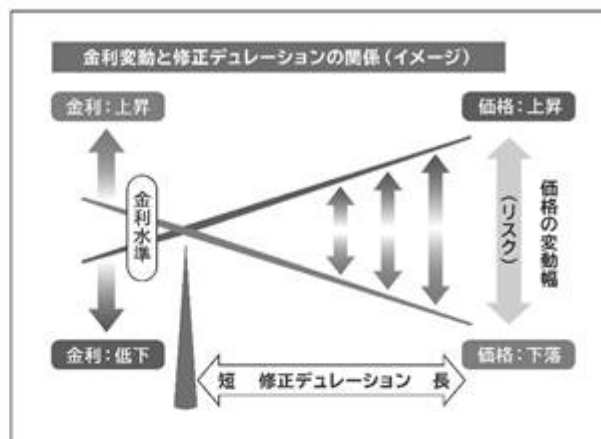 金利変動と修正デュレーションの関係（イメージ）
金利：上昇
価格：上昇
金利水準
価格の変動幅
（リスク）
金利：低下
短 修正デュレーション 長
価格：下落